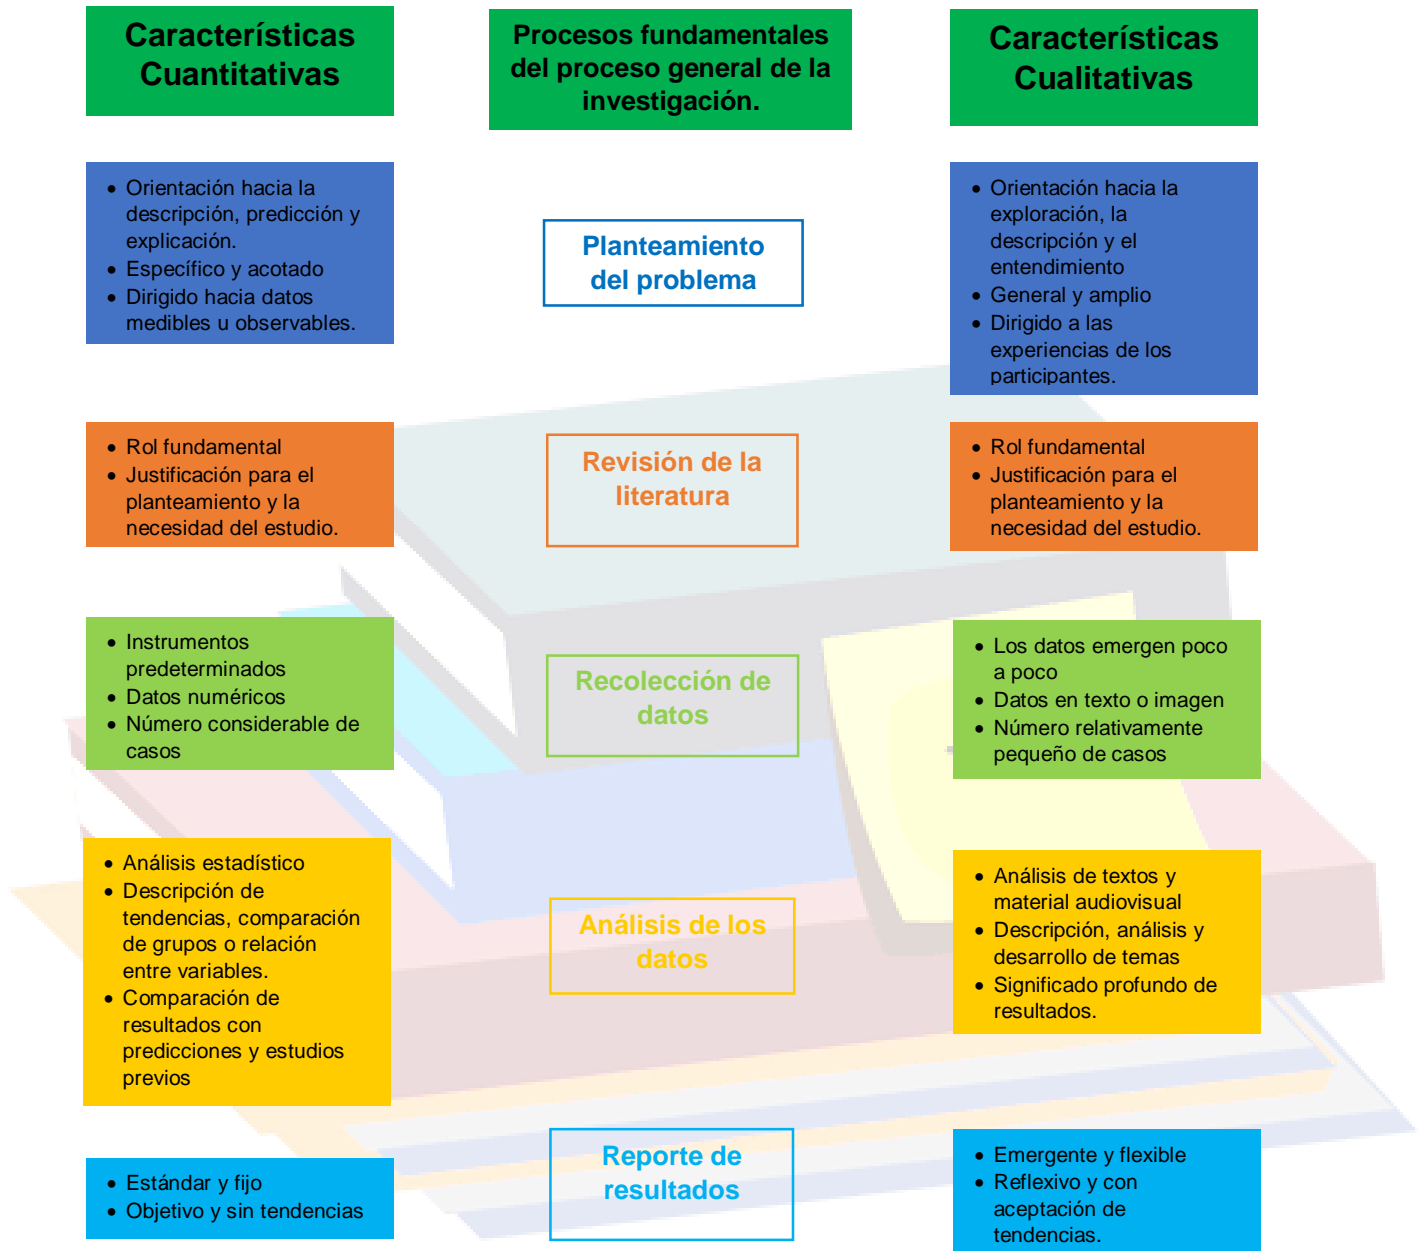 Características
Cuantitativas
Procesos fundamentales
del proceso general de la
investigación.
Características
Cualitativas
• Orientación hacia la
descripción, predicción y
explicación.
• Específico y acotado
• Dirigido hacia datos
medibles u observables.
Planteamiento
del problema
• Orientación hacia la
exploración, la
descripción y el
entendimiento
• General y amplio
• Dirigido a las
experiencias de los
participantes.
• Rol fundamental
• Justificación para el
planteamiento y la
necesidad del estudio.
Revisión de la
literatura
• Rol fundamental
• Justificación para el
planteamiento y la
necesidad del estudio.
• Instrumentos
predeterminados
• Datos numéricos
• Número considerable de
casos
Recolección de
datos
• Los datos emergen poco
a poco
• Datos en texto o imagen
• Número relativamente
pequeño de casos
• Análisis estadístico
• Descripción de
tendencias, comparación
de grupos o relación
entre variables.
• Comparación de
resultados con
predicciones y estudios
previos
Análisis de los
datos
• Análisis de textos y
material audiovisual
• Descripción, análisis y
desarrollo de temas
• Significado profundo de
resultados.
• Estándar y fijo
• Objetivo y sin tendencias
Reporte de
resultados
• Emergente y flexible
• Reflexivo y con
aceptación de
tendencias.